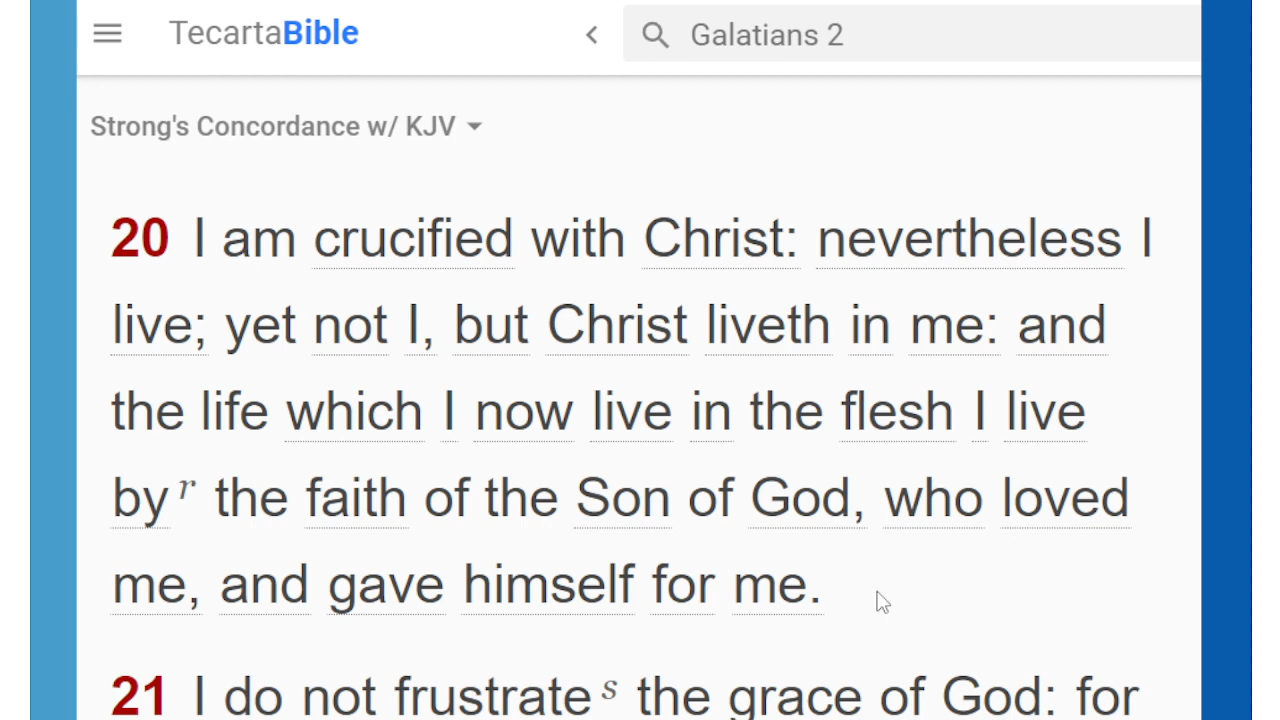 TecartaBible
Galatians 2
Strong's Concordance w/ KJV
20 I am crucified with Christ: nevertheless I
live; yet not I, but Christ liveth in me: and
the life which I now live in the flesh I live
by r the faith of the Son of God, who loved
me, and gave himself for me.
21 I do not frustrate s the grace of God: for